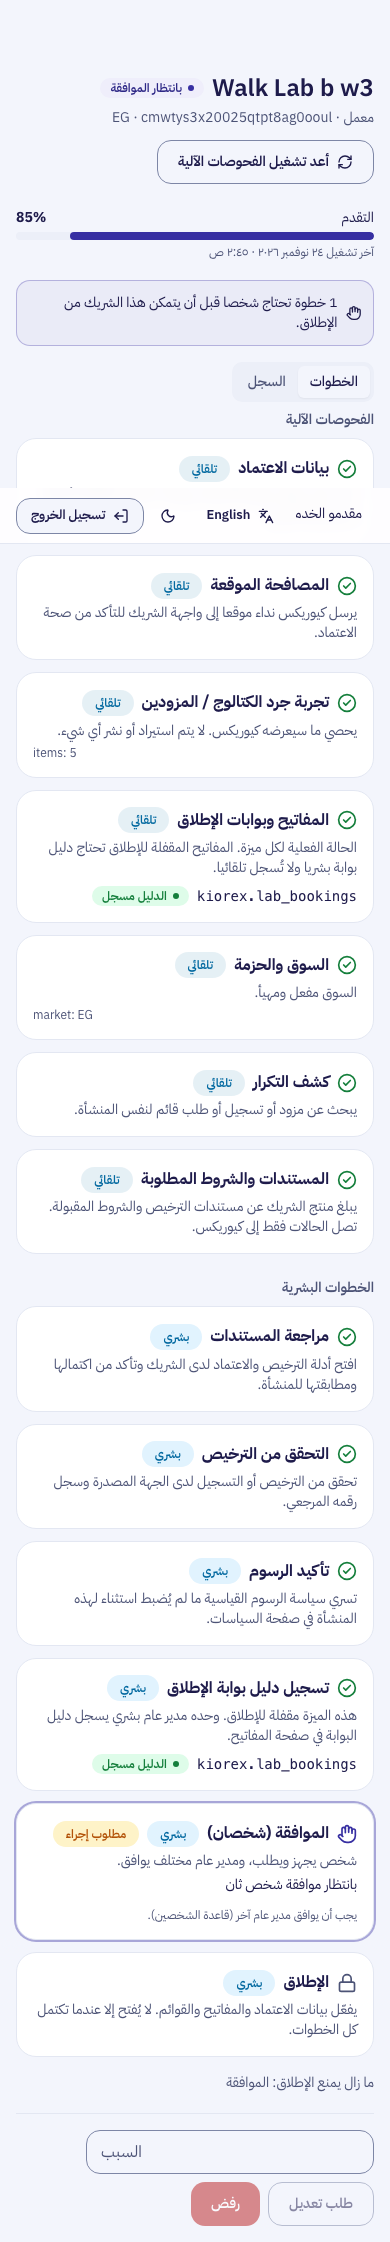 Walk Lab b w3 بانتظار الموافقة
معمل · EG · cmwtys3x20025qtpt8ag0ooul
أعد تشغيل الفحوصات الآلية
التقدم 85%
آخر تشغيل ٢٤ نوفمبر ٢٠٢٦ · ٢:٤٥ ص
1 خطوة تحتاج شخصا قبل أن يتمكن هذا الشريك من
الإطلاق.
الخطوات السجل
الفحوصات الآلية
بيانات الاعتماد تلقائي
مقدمو الخدمة English تسجيل الخروج
المصافحة الموقعة تلقائي
يرسل كيوريكس نداء موقعا إلى واجهة الشريك للتأكد من صحة
الاعتماد.
تجربة جرد الكتالوج / المزودين تلقائي
يحصي ما سيعرضه كيوريكس. لا يتم استيراد أو نشر أي شيء.
items: 5
المفاتيح وبوابات الإطلاق تلقائي
الحالة الفعلية لكل ميزة. المفاتيح المقفلة للإطلاق تحتاج دليل
بوابة بشريا ولا تُسجل تلقائيا.
kiorex.lab_bookings الدليل مسجل
السوق والحزمة تلقائي
السوق مفعل ومهيأ.
market: EG
كشف التكرار تلقائي
يبحث عن مزود أو تسجيل أو طلب قائم لنفس المنشأة.
المستندات والشروط المطلوبة تلقائي
يبلغ منتج الشريك عن مستندات الترخيص والشروط المقبولة.
تصل الحالات فقط إلى كيوريكس.
الخطوات البشرية
مراجعة المستندات بشري
افتح أدلة الترخيص والاعتماد لدى الشريك وتأكد من اكتمالها
ومطابقتها للمنشأة.
التحقق من الترخيص بشري
تحقق من الترخيص أو التسجيل لدى الجهة المصدرة وسجل
رقمه المرجعي.
تأكيد الرسوم بشري
تسري سياسة الرسوم القياسية ما لم يُضبط استثناء لهذه
المنشأة في صفحة السياسات.
تسجيل دليل بوابة الإطلاق بشري
هذه الميزة مقفلة للإطلاق. وحده مدير عام بشري يسجل دليل
البوابة في صفحة المفاتيح.
kiorex.lab_bookings الدليل مسجل
الموافقة (شخصان) بشري مطلوب إجراء
شخص يجهز ويطلب، ومدير عام مختلف يوافق.
بانتظار موافقة شخص ثان
يجب أن يوافق مدير عام آخر (قاعدة الشخصين).
الإطلاق بشري
يفعّل بيانات الاعتماد والمفاتيح والقوائم. لا يُفتح إلا عندما تكتمل
كل الخطوات.
ما زال يمنع الإطلاق: الموافقة
السبب
طلب تعديل رفض